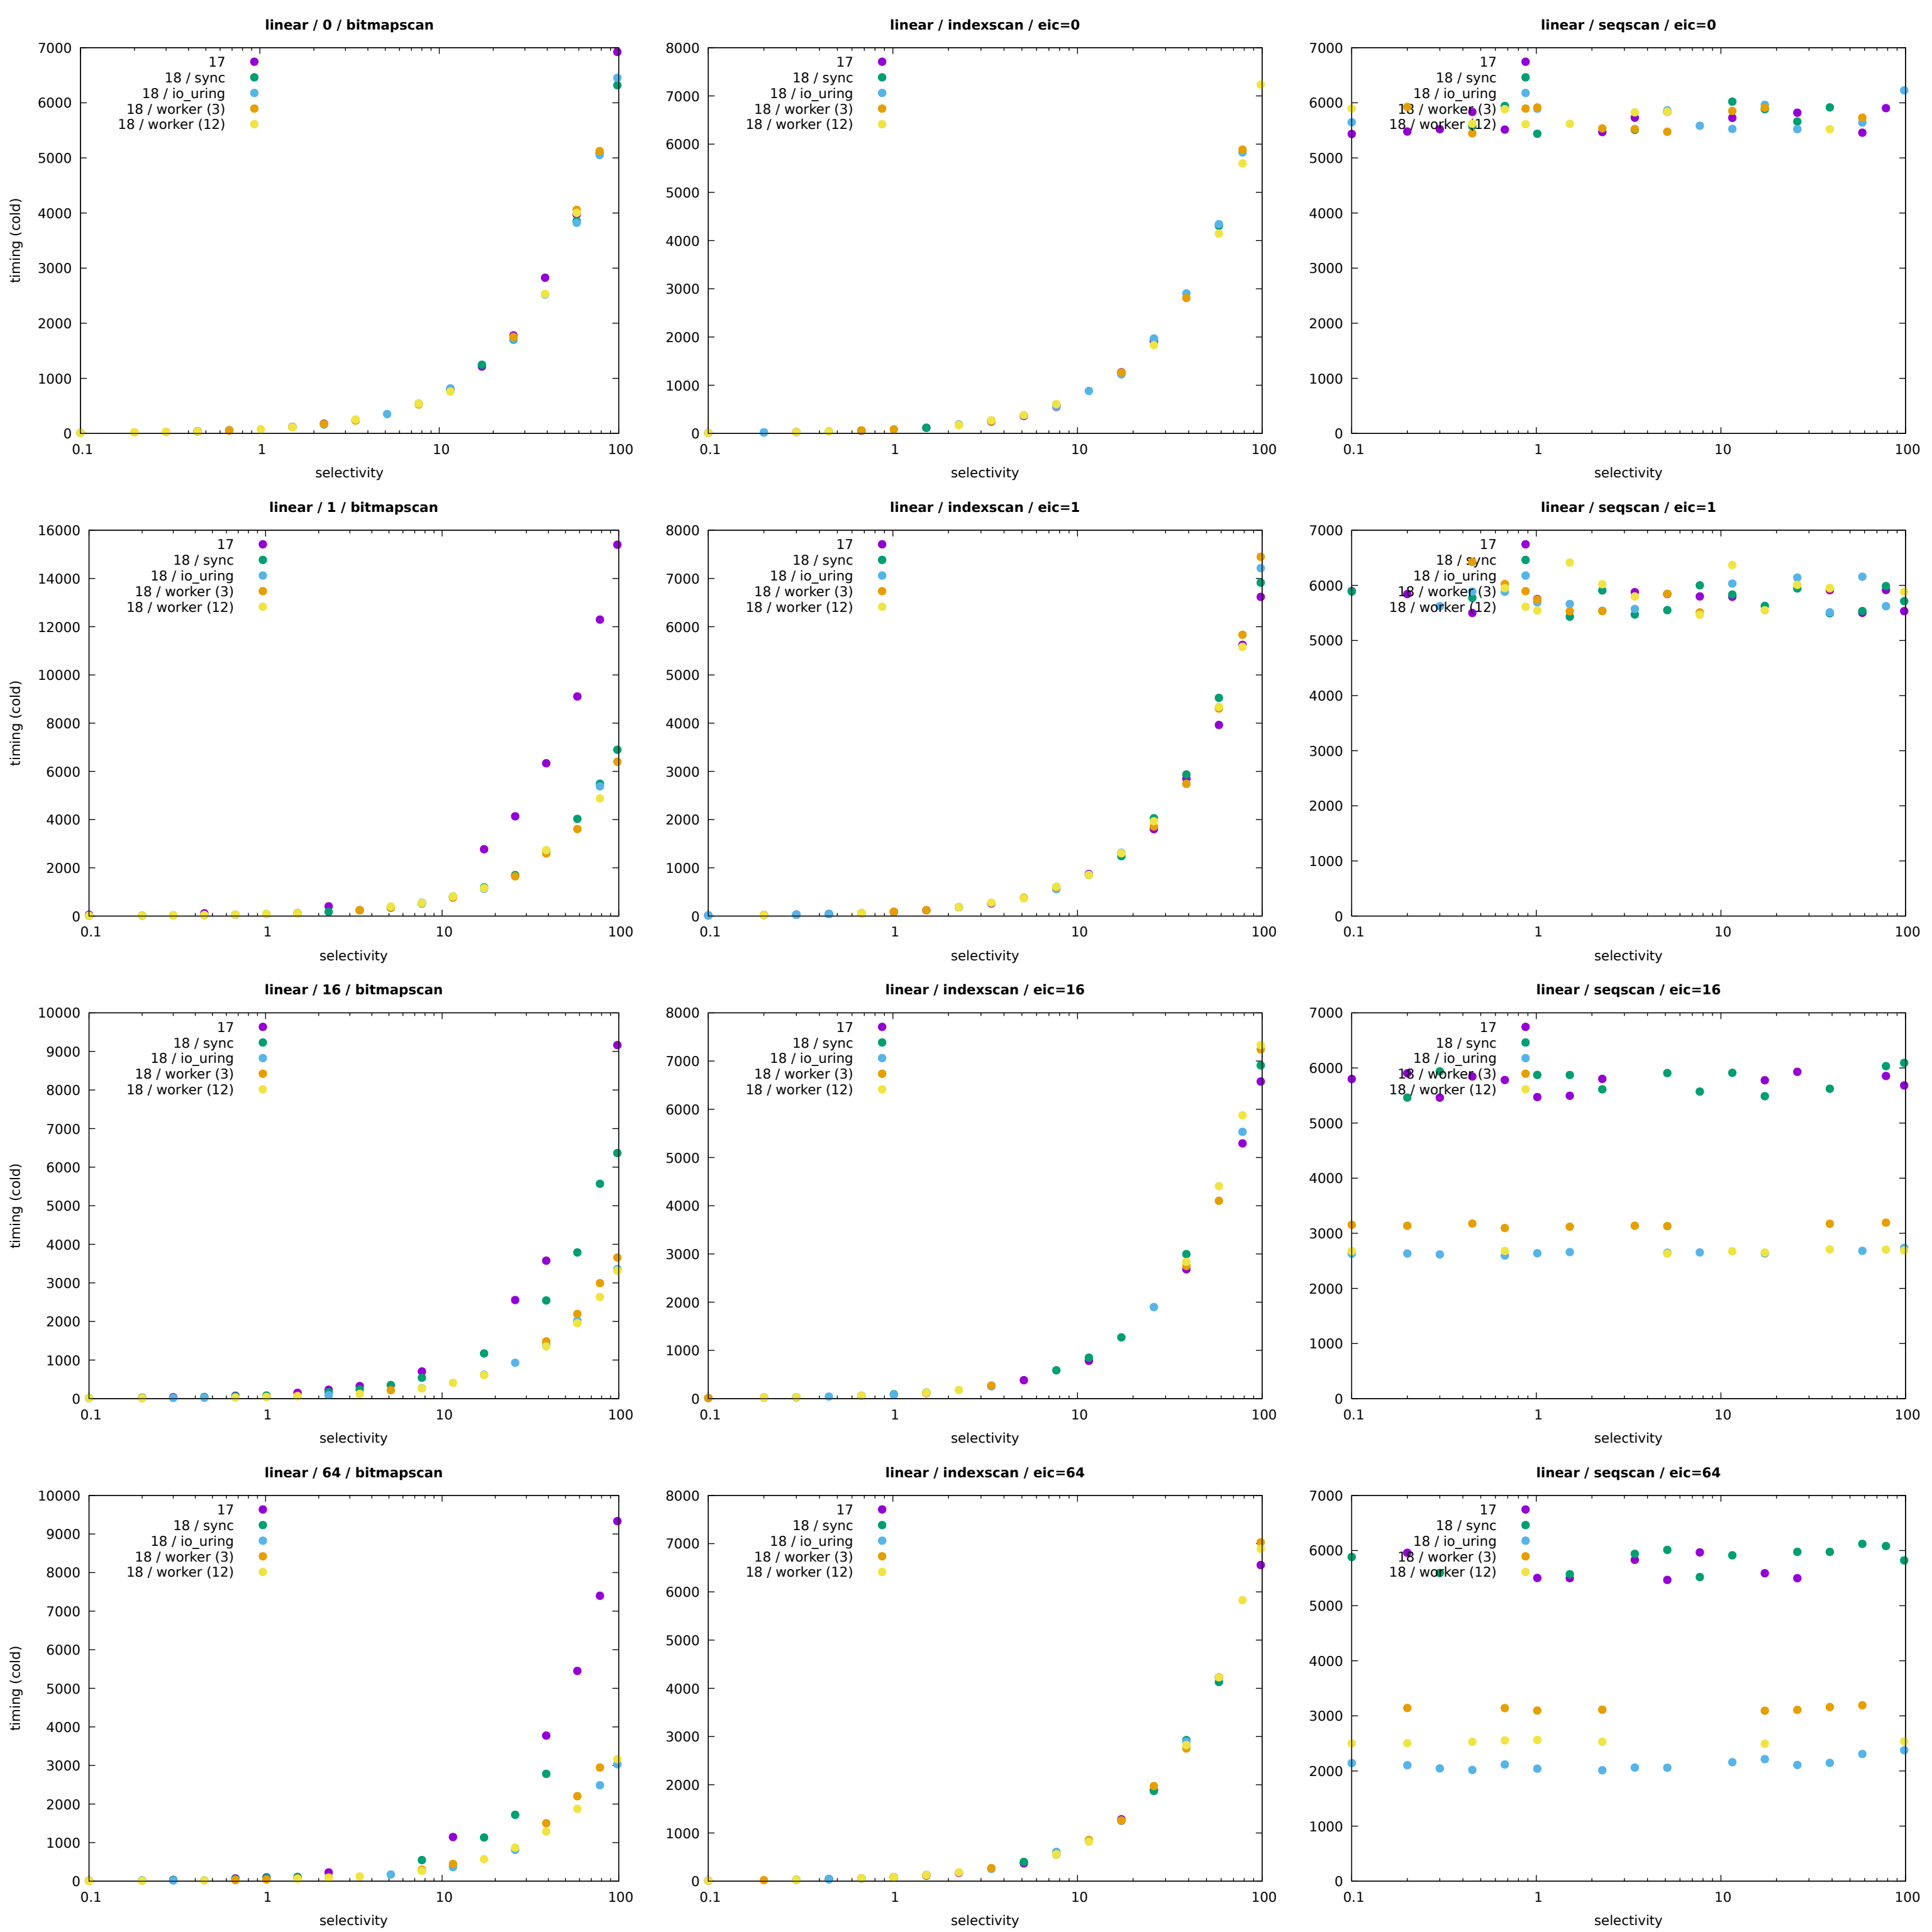 linear / 0 / bitmapscan
7000
6000
5000
4000
3000
2000
1000
0
0.1
1
10
100
17
18 / sync
18 / io_uring
18 / worker (3)
18 / worker (12)
timing (cold)
selectivity
linear / indexscan / eic=0
8000
7000
6000
5000
4000
3000
2000
1000
0
0.1
1
10
100
17
18 / sync
18 / io_uring
18 / worker (3)
18 / worker (12)
selectivity
linear / seqscan / eic=0
7000
6000
5000
4000
3000
2000
1000
0
0.1
1
10
100
17
18 / sync
18 / io_uring
18 / worker (3)
18 / worker (12)
selectivity
linear / 1 / bitmapscan
16000
14000
12000
10000
8000
6000
4000
2000
0
0.1
1
10
100
17
18 / sync
18 / io_uring
18 / worker (3)
18 / worker (12)
timing (cold)
selectivity
linear / indexscan / eic=1
8000
7000
6000
5000
4000
3000
2000
1000
0
0.1
1
10
100
17
18 / sync
18 / io_uring
18 / worker (3)
18 / worker (12)
selectivity
linear / seqscan / eic=1
7000
6000
5000
4000
3000
2000
1000
0
0.1
1
10
100
17
18 / sync
18 / io_uring
18 / worker (3)
18 / worker (12)
selectivity
linear / 16 / bitmapscan
10000
9000
8000
7000
6000
5000
4000
3000
2000
1000
0
0.1
1
10
100
17
18 / sync
18 / io_uring
18 / worker (3)
18 / worker (12)
timing (cold)
selectivity
linear / indexscan / eic=16
8000
7000
6000
5000
4000
3000
2000
1000
0
0.1
1
10
100
17
18 / sync
18 / io_uring
18 / worker (3)
18 / worker (12)
selectivity
linear / seqscan / eic=16
7000
6000
5000
4000
3000
2000
1000
0
0.1
1
10
100
17
18 / sync
18 / io_uring
18 / worker (3)
18 / worker (12)
selectivity
linear / 64 / bitmapscan
10000
9000
8000
7000
6000
5000
4000
3000
2000
1000
0
0.1
1
10
100
17
18 / sync
18 / io_uring
18 / worker (3)
18 / worker (12)
timing (cold)
selectivity
linear / indexscan / eic=64
8000
7000
6000
5000
4000
3000
2000
1000
0
0.1
1
10
100
17
18 / sync
18 / io_uring
18 / worker (3)
18 / worker (12)
selectivity
linear / seqscan / eic=64
7000
6000
5000
4000
3000
2000
1000
0
0.1
1
10
100
17
18 / sync
18 / io_uring
18 / worker (3)
18 / worker (12)
selectivity